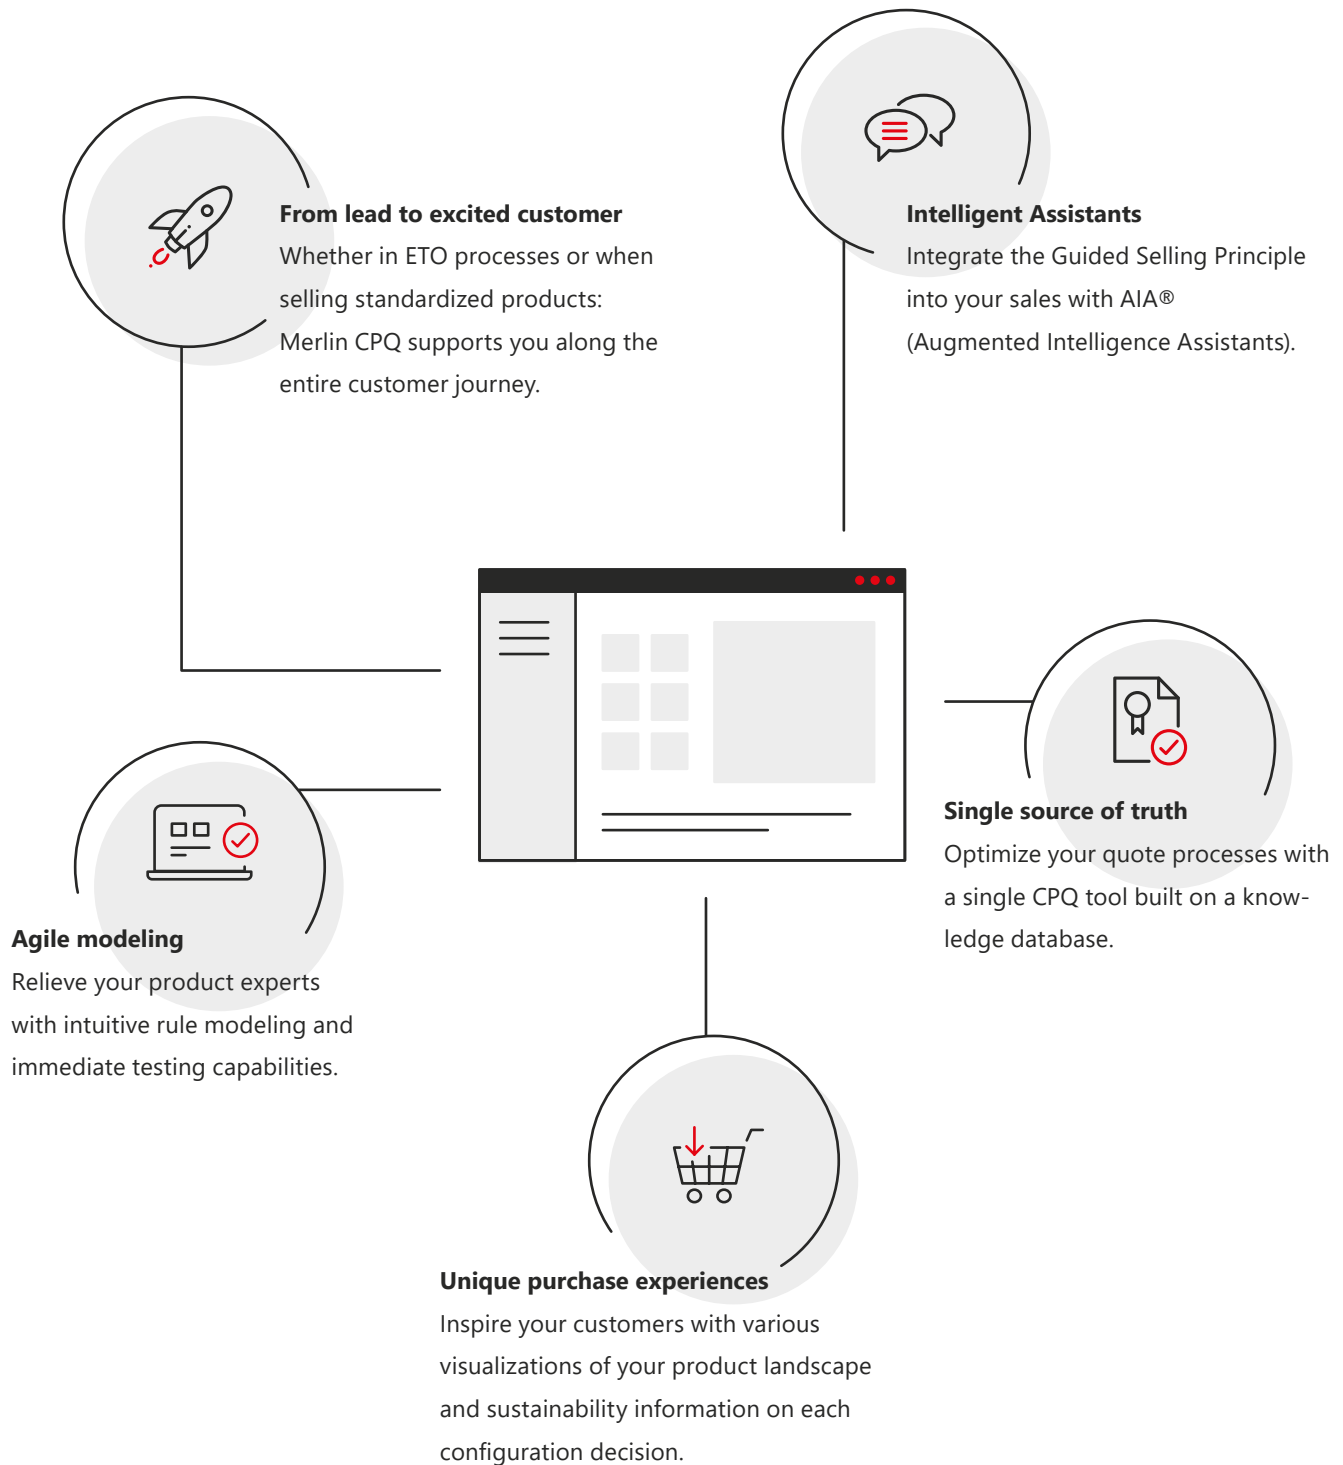 From lead to excited customer
Whether in ETO processes or when
selling standardized products:
Merlin CPQ supports you along the
entire customer journey.
Intelligent Assistants
Integrate the Guided Selling Principle
into your sales with AIA®
(Augmented Intelligence Assistants).
Single source of truth
Optimize your quote processes with
a single CPQ tool built on a know-
ledge database.
Agile modeling
Relieve your product experts
with intuitive rule modeling and
immediate testing capabilities.
Unique purchase experiences
Inspire your customers with various
visualizations of your product landscape
and sustainability information on each
configuration decision.